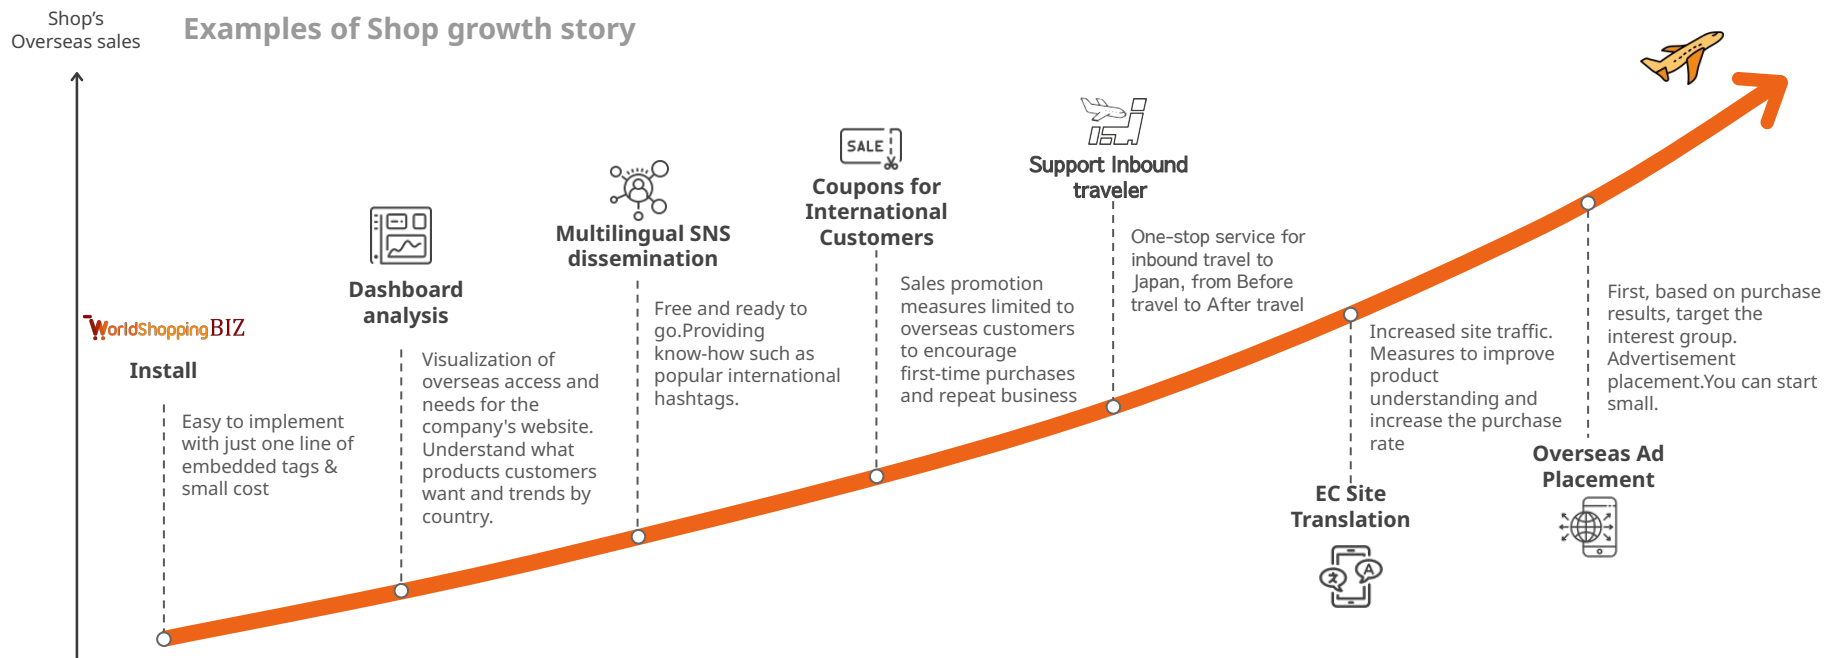 Shop's
Overseas sales
Examples of Shop growth story
WorldShoppingBIZ
Install
Easy to implement
with just one line of
embedded tags &
small cost
Dashboard
analysis
Visualization of
overseas access and
needs for the
company's website.
Understand what
products customers
want and trends by
country.
Multilingual SNS
dissemination
Free and ready to
go.Providing
know-how such as
popular international
hashtags.
SALE
Coupons for
International
Customers
Sales promotion
measures limited to
overseas customers
to encourage
first-time purchases
and repeat business
Support Inbound
traveler
One-stop service for
inbound travel to
Japan, from Before
travel to After travel
Increased site traffic.
Measures to improve
product
understanding and
increase the purchase
rate
EC Site
Translation
文
A
First, based on purchase
results, target the
interest group.
Advertisement
placement.You can start
small.
Overseas Ad
Placement